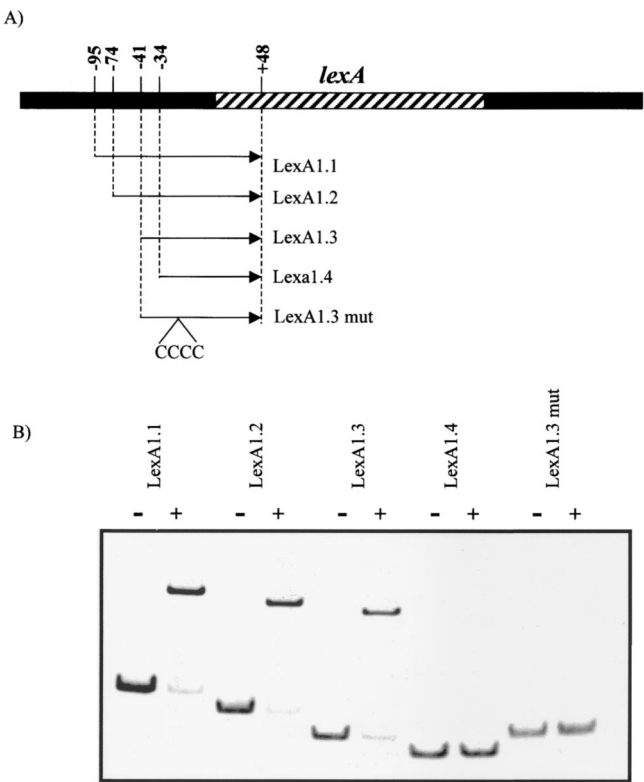 A)
-95
-74
-41
-34
+48
lexA
LexA1.1
LexA1.2
LexA1.3
Lexa1.4
LexA1.3 mut
CCCC
B)
LexA1.1
LexA1.2
LexA1.3
LexA1.4
LexA1.3 mut
- + - + - + - + - +